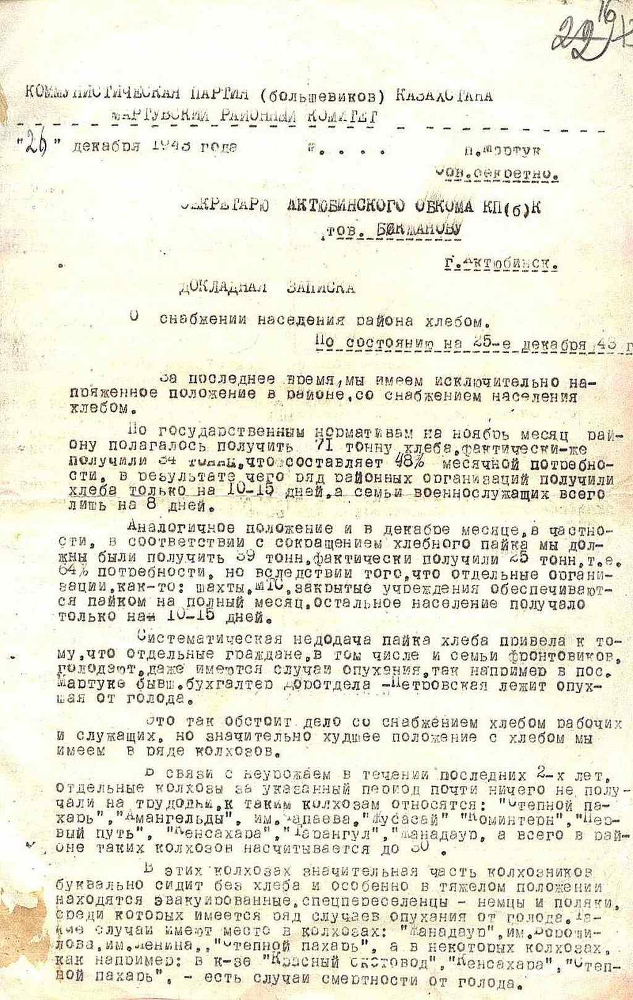 16
22
КОММУНИСТИЧЕСКАЯ ПАРТИЯ (большевиков) КАЗАХСТАНА
МАРТУВСКИЙ РАЙОННЫЙ КОМИТЕТ
"26" декабря 1943 года №. . . . п.Мартук
Сов.секретно.
СЕКРЕТАРЮ АКТЮБИНСКОГО ОБКОМА КП(б)К
тов. БЕКЖАНОВУ
г.Актюбинск.
ДОКЛАДНАЯ ЗАПИСКА
О снабжении населения района хлебом.
По состоянию на 25-е декабря 43 г
За последнее время,мы имеем исключительно на-
пряженное положение в районе,со снабжением населения
хлебом.
По государственным нормативам на ноябрь месяц рай-
ону полагалось получить 71 тонну хлеба,фактически-же
получили 34 тонны,что составляет 48% месячной потребно-
сти, в результате чего ряд районных организаций получили
хлеба только на 10-15 дней,а семьи военнослужащих всего
лишь на 8 дней.
Аналогичное положение и в декабре месяце,в частно-
сти, в соответствии с сокращением хлебного пайка мы дол-
жны были получить 39 тонн,фактически получили 25 тонн,т.е.
64% потребности, но вследствии того,что отдельные органи-
зации,как-то: шахты,МТС,закрытые учреждения обеспечивают-
ся пайком на полный месяц,остальное население получало
только на 10-15 дней.
Систематическая недодача пайка хлеба привела к то-
му,что отдельные граждане,в том числе и семьи фронтовиков,
голодают,даже имеются случаи опухания,так например в пос.
Мартуке бывш.бухгалтер Доротдела -Петровская лежит опух-
шая от голода.
Это так обстоит дело со снабжением хлебом рабочих
и служащих, но значительно худшее положение с хлебом мы
имеем в ряде колхозов.
В связи с неурожаем в течении последних 2-х лет,
отдельные колхозы за указанный период почти ничего не полу-
чали на трудодни,к таким колхозам относятся: "Степной па-
харь","Амангельды", им.Чапаева,"Жусасай" "Коминтерн","Пер-
вый путь", "Кенсахара","Тарангул","Жанадаур, а всего в рай-
оне таких колхозов насчитывается до 30 .
В этих колхозах значительная часть колхозников
буквально сидит без хлеба и особенно в тяжелом положении
находятся эвакуированные,спецпереселенцы - немцы и поляки,
среди которых имеется ряд случаев опухания от голода.Та-
кие случаи имеют место в колхозах: "Жанадаур",им.Вороши-
лова,им.Ленина,,"Степной пахарь", а в некоторых колхозах,
как например: в к-зе "Красный скотовод","Кенсахара","Степ-
ной пахарь", - есть случаи смертности от голода.